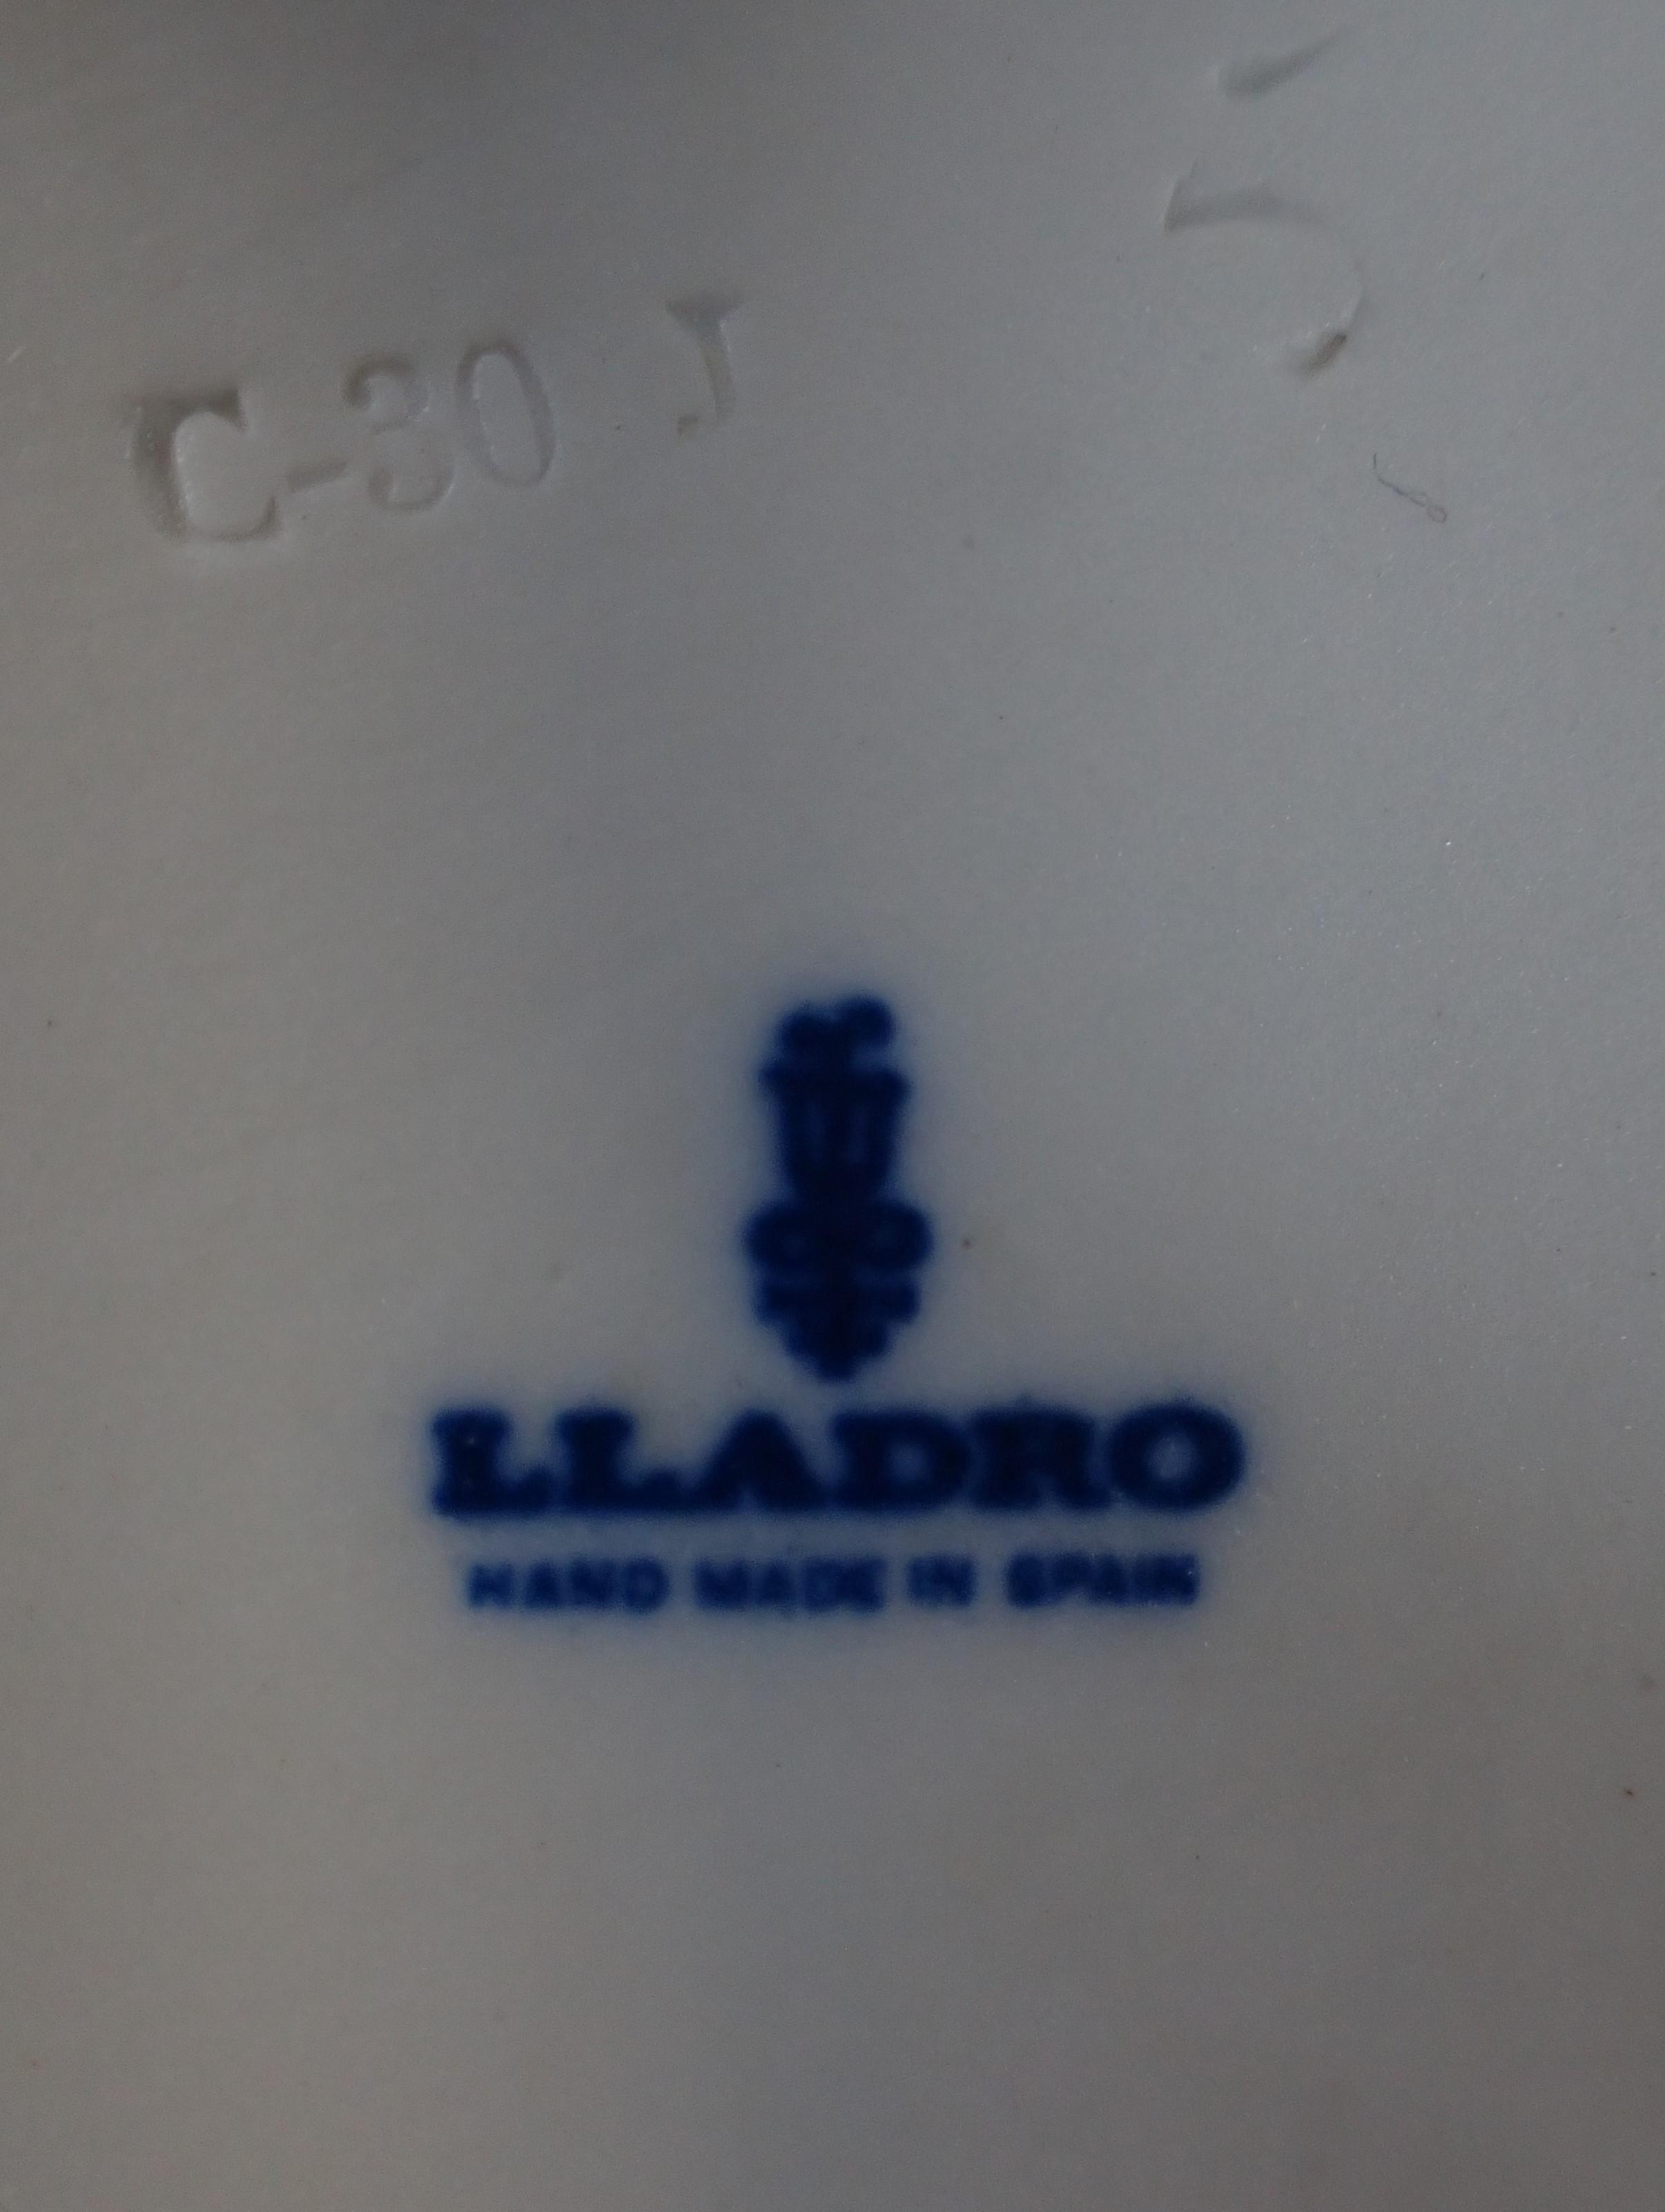 5
C-30 J
LLADRO
HAND MADE IN SPAIN